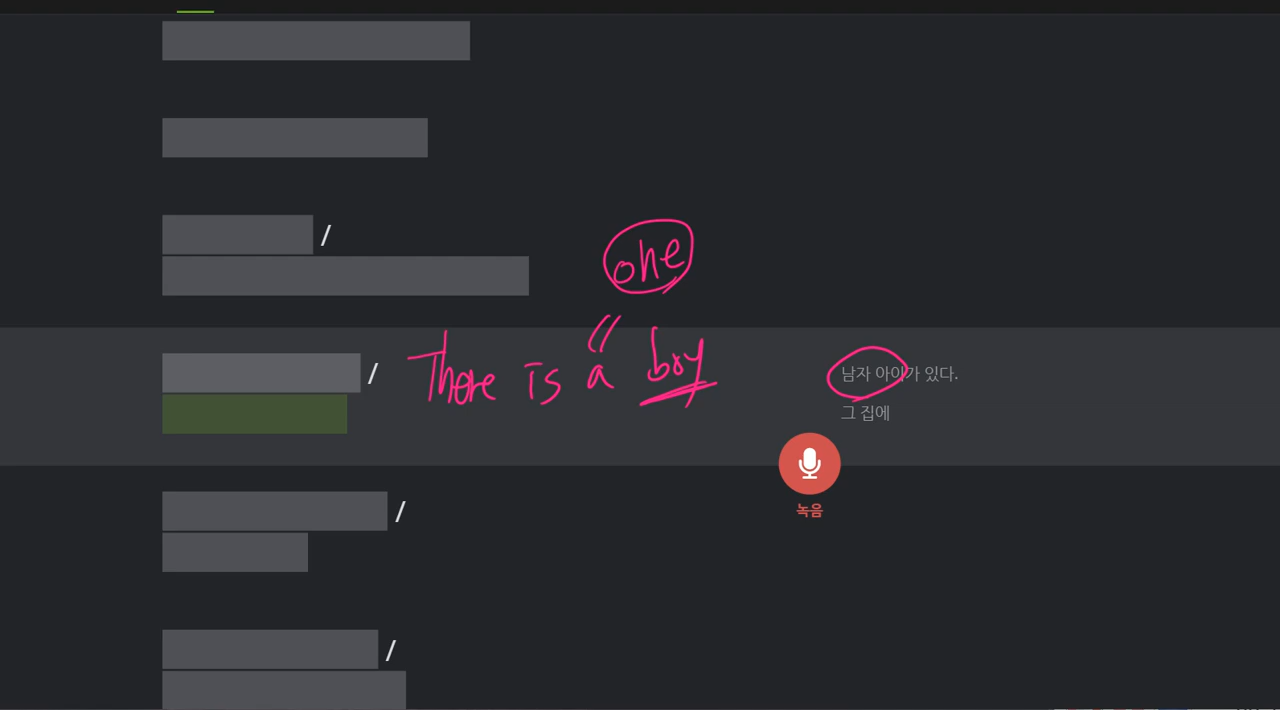 /
one
There is a boy
/
남자 아이가 있다.
그 집에
녹음
/
/